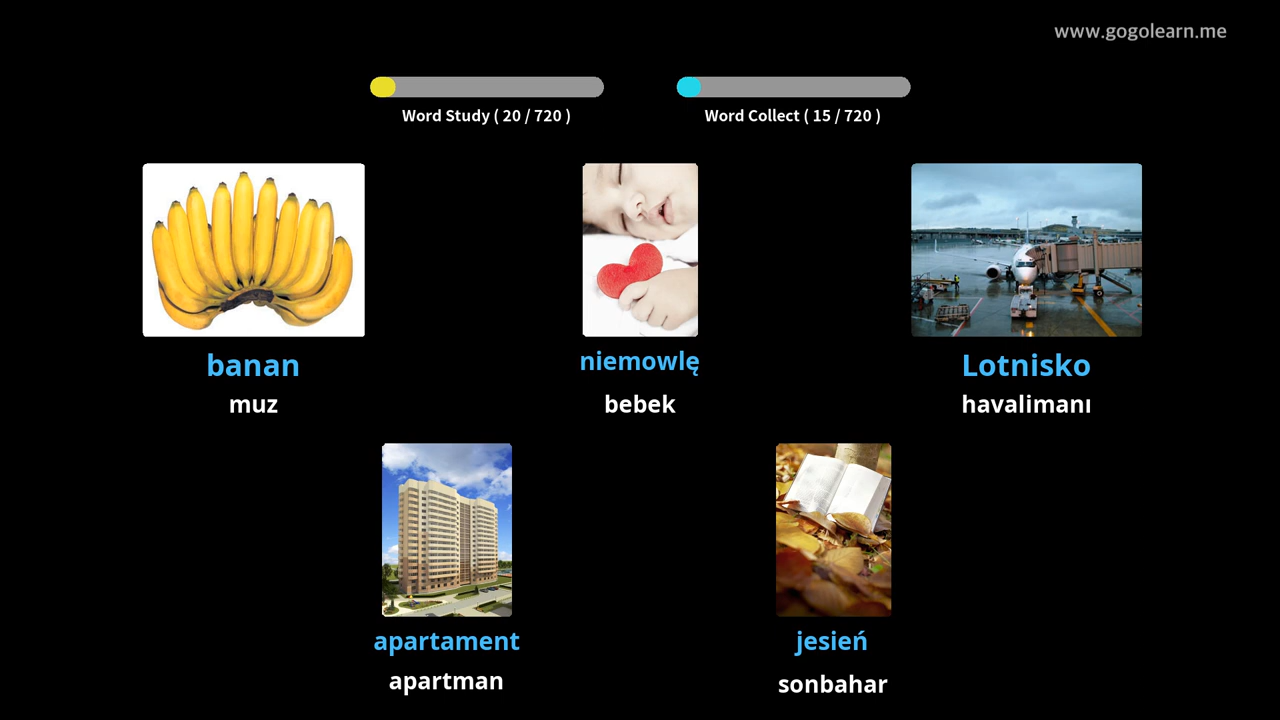 www.gogolearn.me
Word Study ( 20 / 720 )
Word Collect ( 15 / 720 )
banan
muz
niemowlę
bebek
Lotnisko
havalimanı
apartament
apartman
jesień
sonbahar